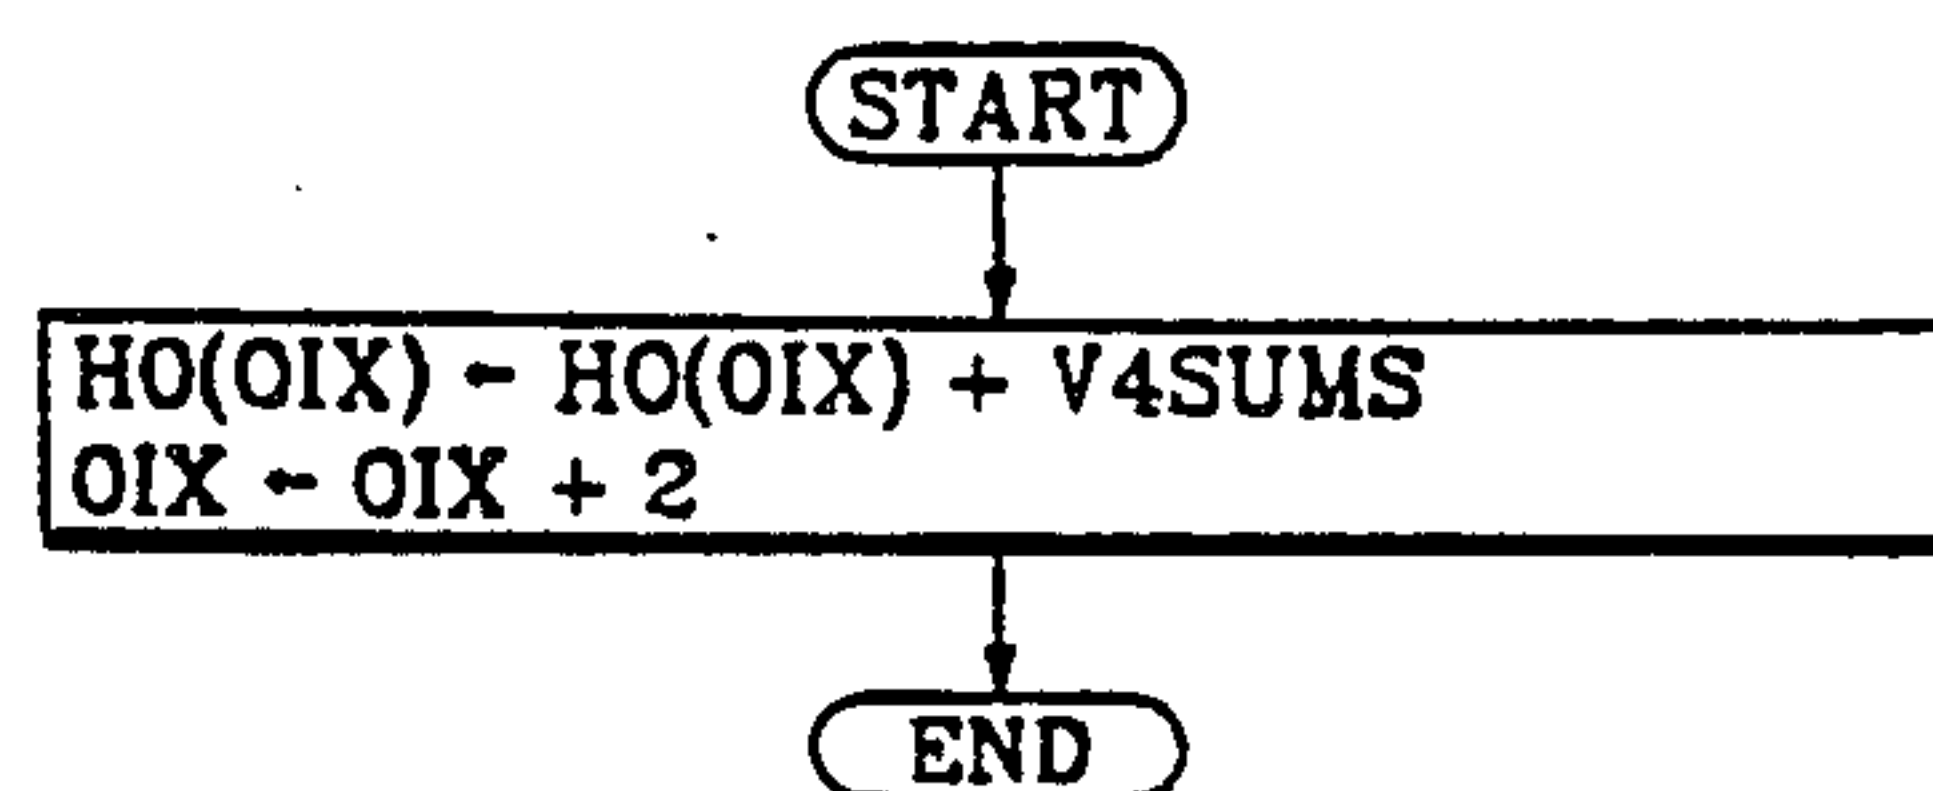 START
HO(OIX) ← HO(OIX) + V4SUMS
OIX ← OIX + 2
END